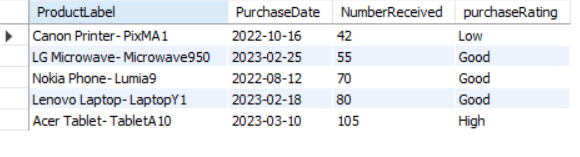 ProductLabel PurchaseDate NumberReceived purchaseRating
Canon Printer- PixMA1 2022-10-16 42 Low
LG Microwave- Microwave950 2023-02-25 55 Good
Nokia Phone- Lumia9 2022-08-12 70 Good
Lenovo Laptop- LaptopY1 2023-02-18 80 Good
Acer Tablet- TabletA10 2023-03-10 105 High